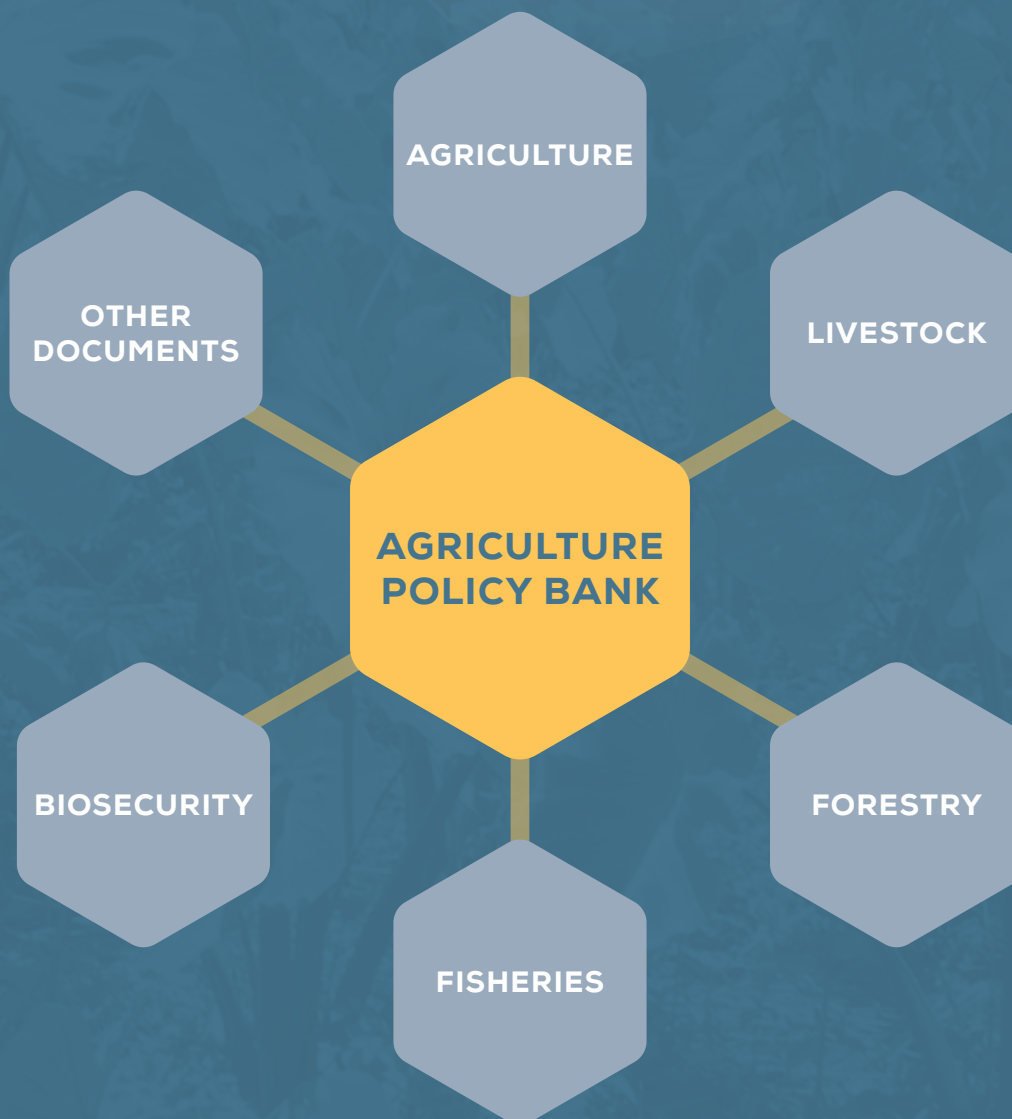 AGRICULTURE
OTHER
DOCUMENTS
LIVESTOCK
AGRICULTURE
POLICY BANK
BIOSECURITY
FORESTRY
FISHERIES